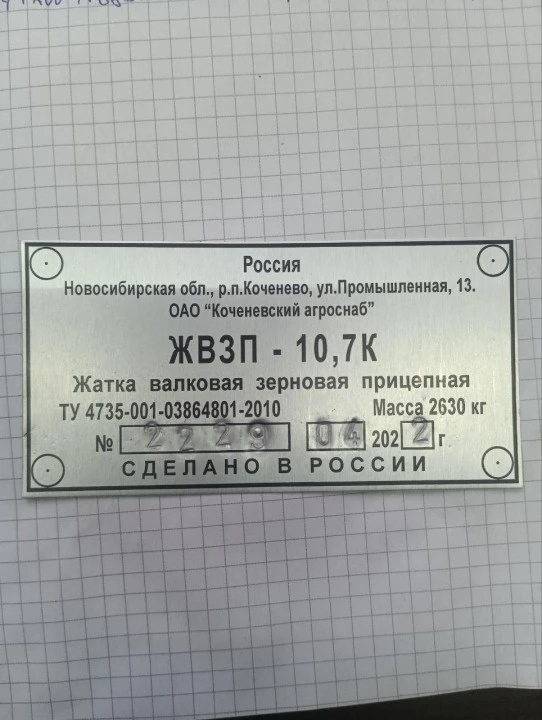 Россия
Новосибирская обл., р.п.Коченево, ул.Промышленная, 13.
ОАО "Коченевский агроснаб"
ЖВЗП - 10,7К
Жатка валковая зерновая прицепная
ТУ 4735-001-03864801-2010 Масса 2630 кг
№ 2229 04 2022 г
СДЕЛАНО В РОССИИ